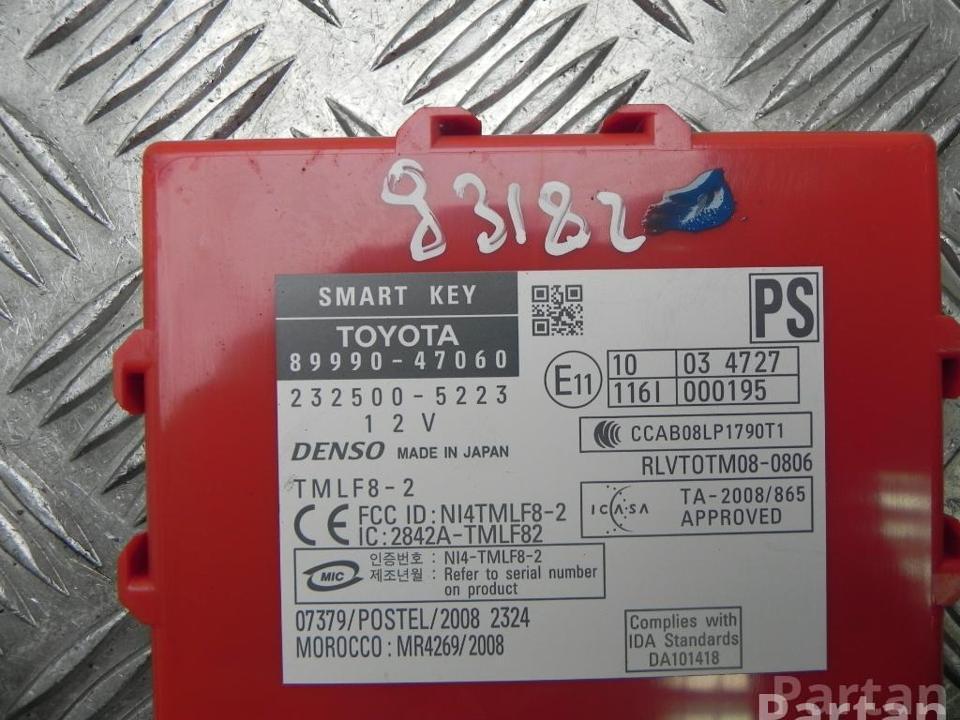 83182
SMART KEY
TOYOTA
89990-47060
232500-5223
12V
DENSO MADE IN JAPAN
TMLF8-2
CE FCC ID:NI4TMLF8-2
IC:2842A-TMLF82
MIC 인증번호 : NI4-TMLF8-2
제조년월 : Refer to serial number
on product
07379/POSTEL/2008 2324
MOROCCO : MR4269/2008
PS
E11 10 03 4727
116I 000195
CCAB08LP1790T1
RLVTOTM08-0806
ICASA TA-2008/865
APPROVED
Complies with
IDA Standards
DA101418
Partan
Partan